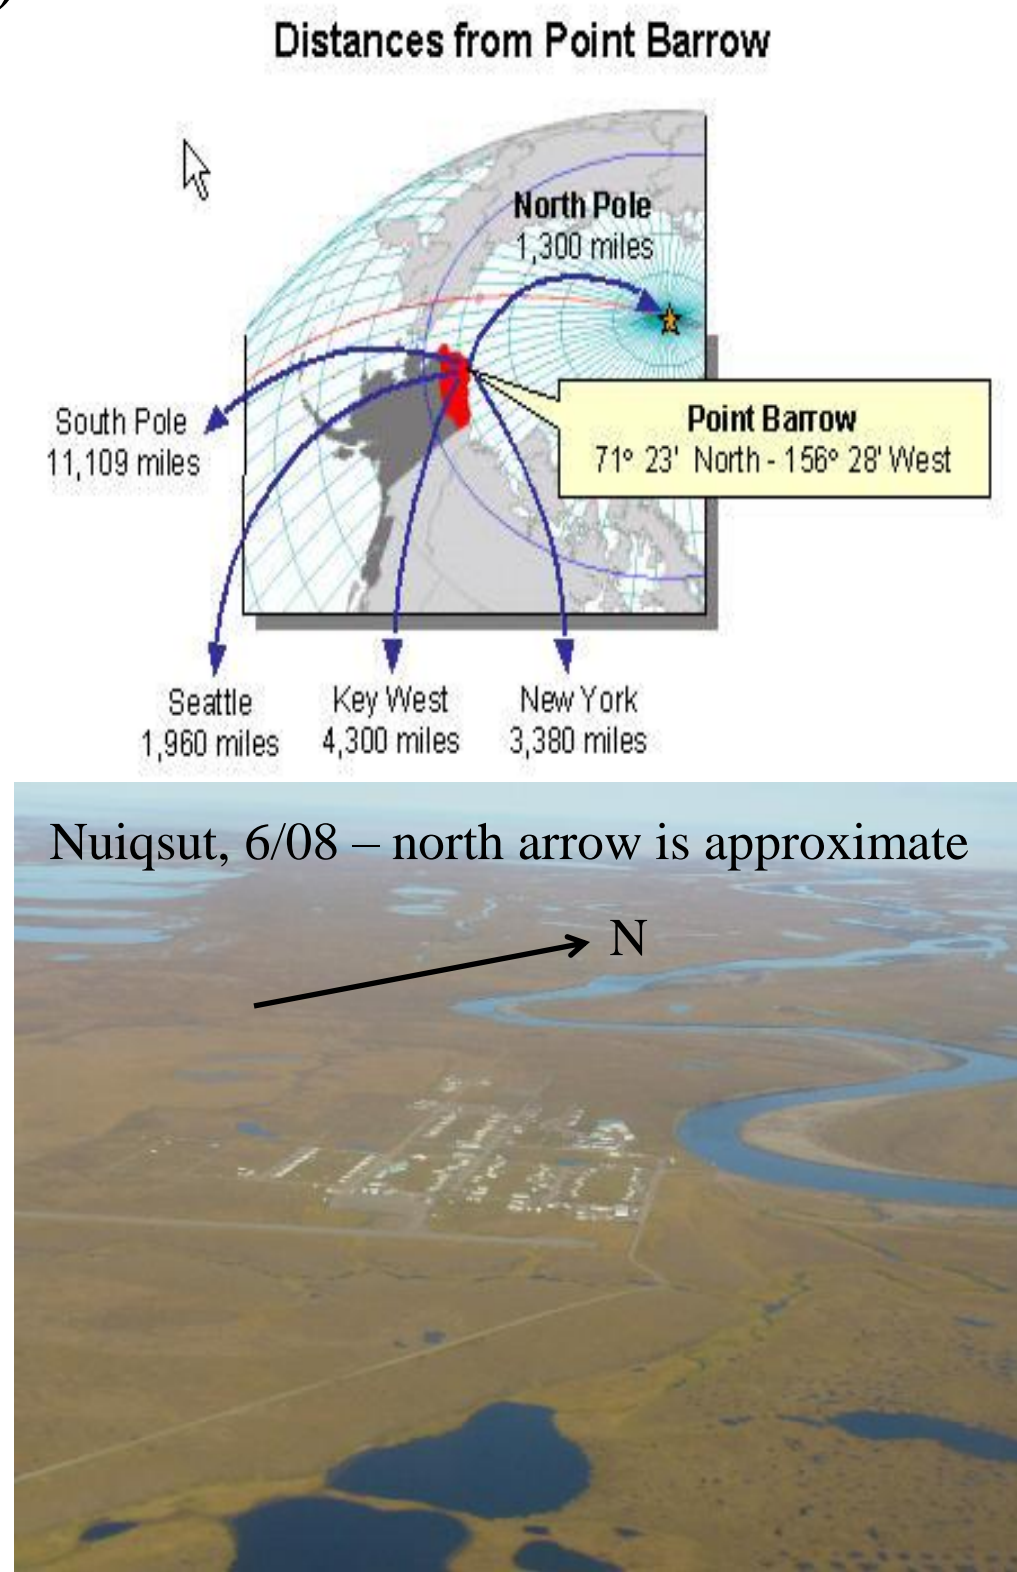 Distances from Point Barrow
North Pole
1,300 miles
South Pole
11,109 miles
Point Barrow
71° 23' North - 156° 28' West
Seattle
1,960 miles
Key West
4,300 miles
New York
3,380 miles
Nuiqsut, 6/08 – north arrow is approximate
N